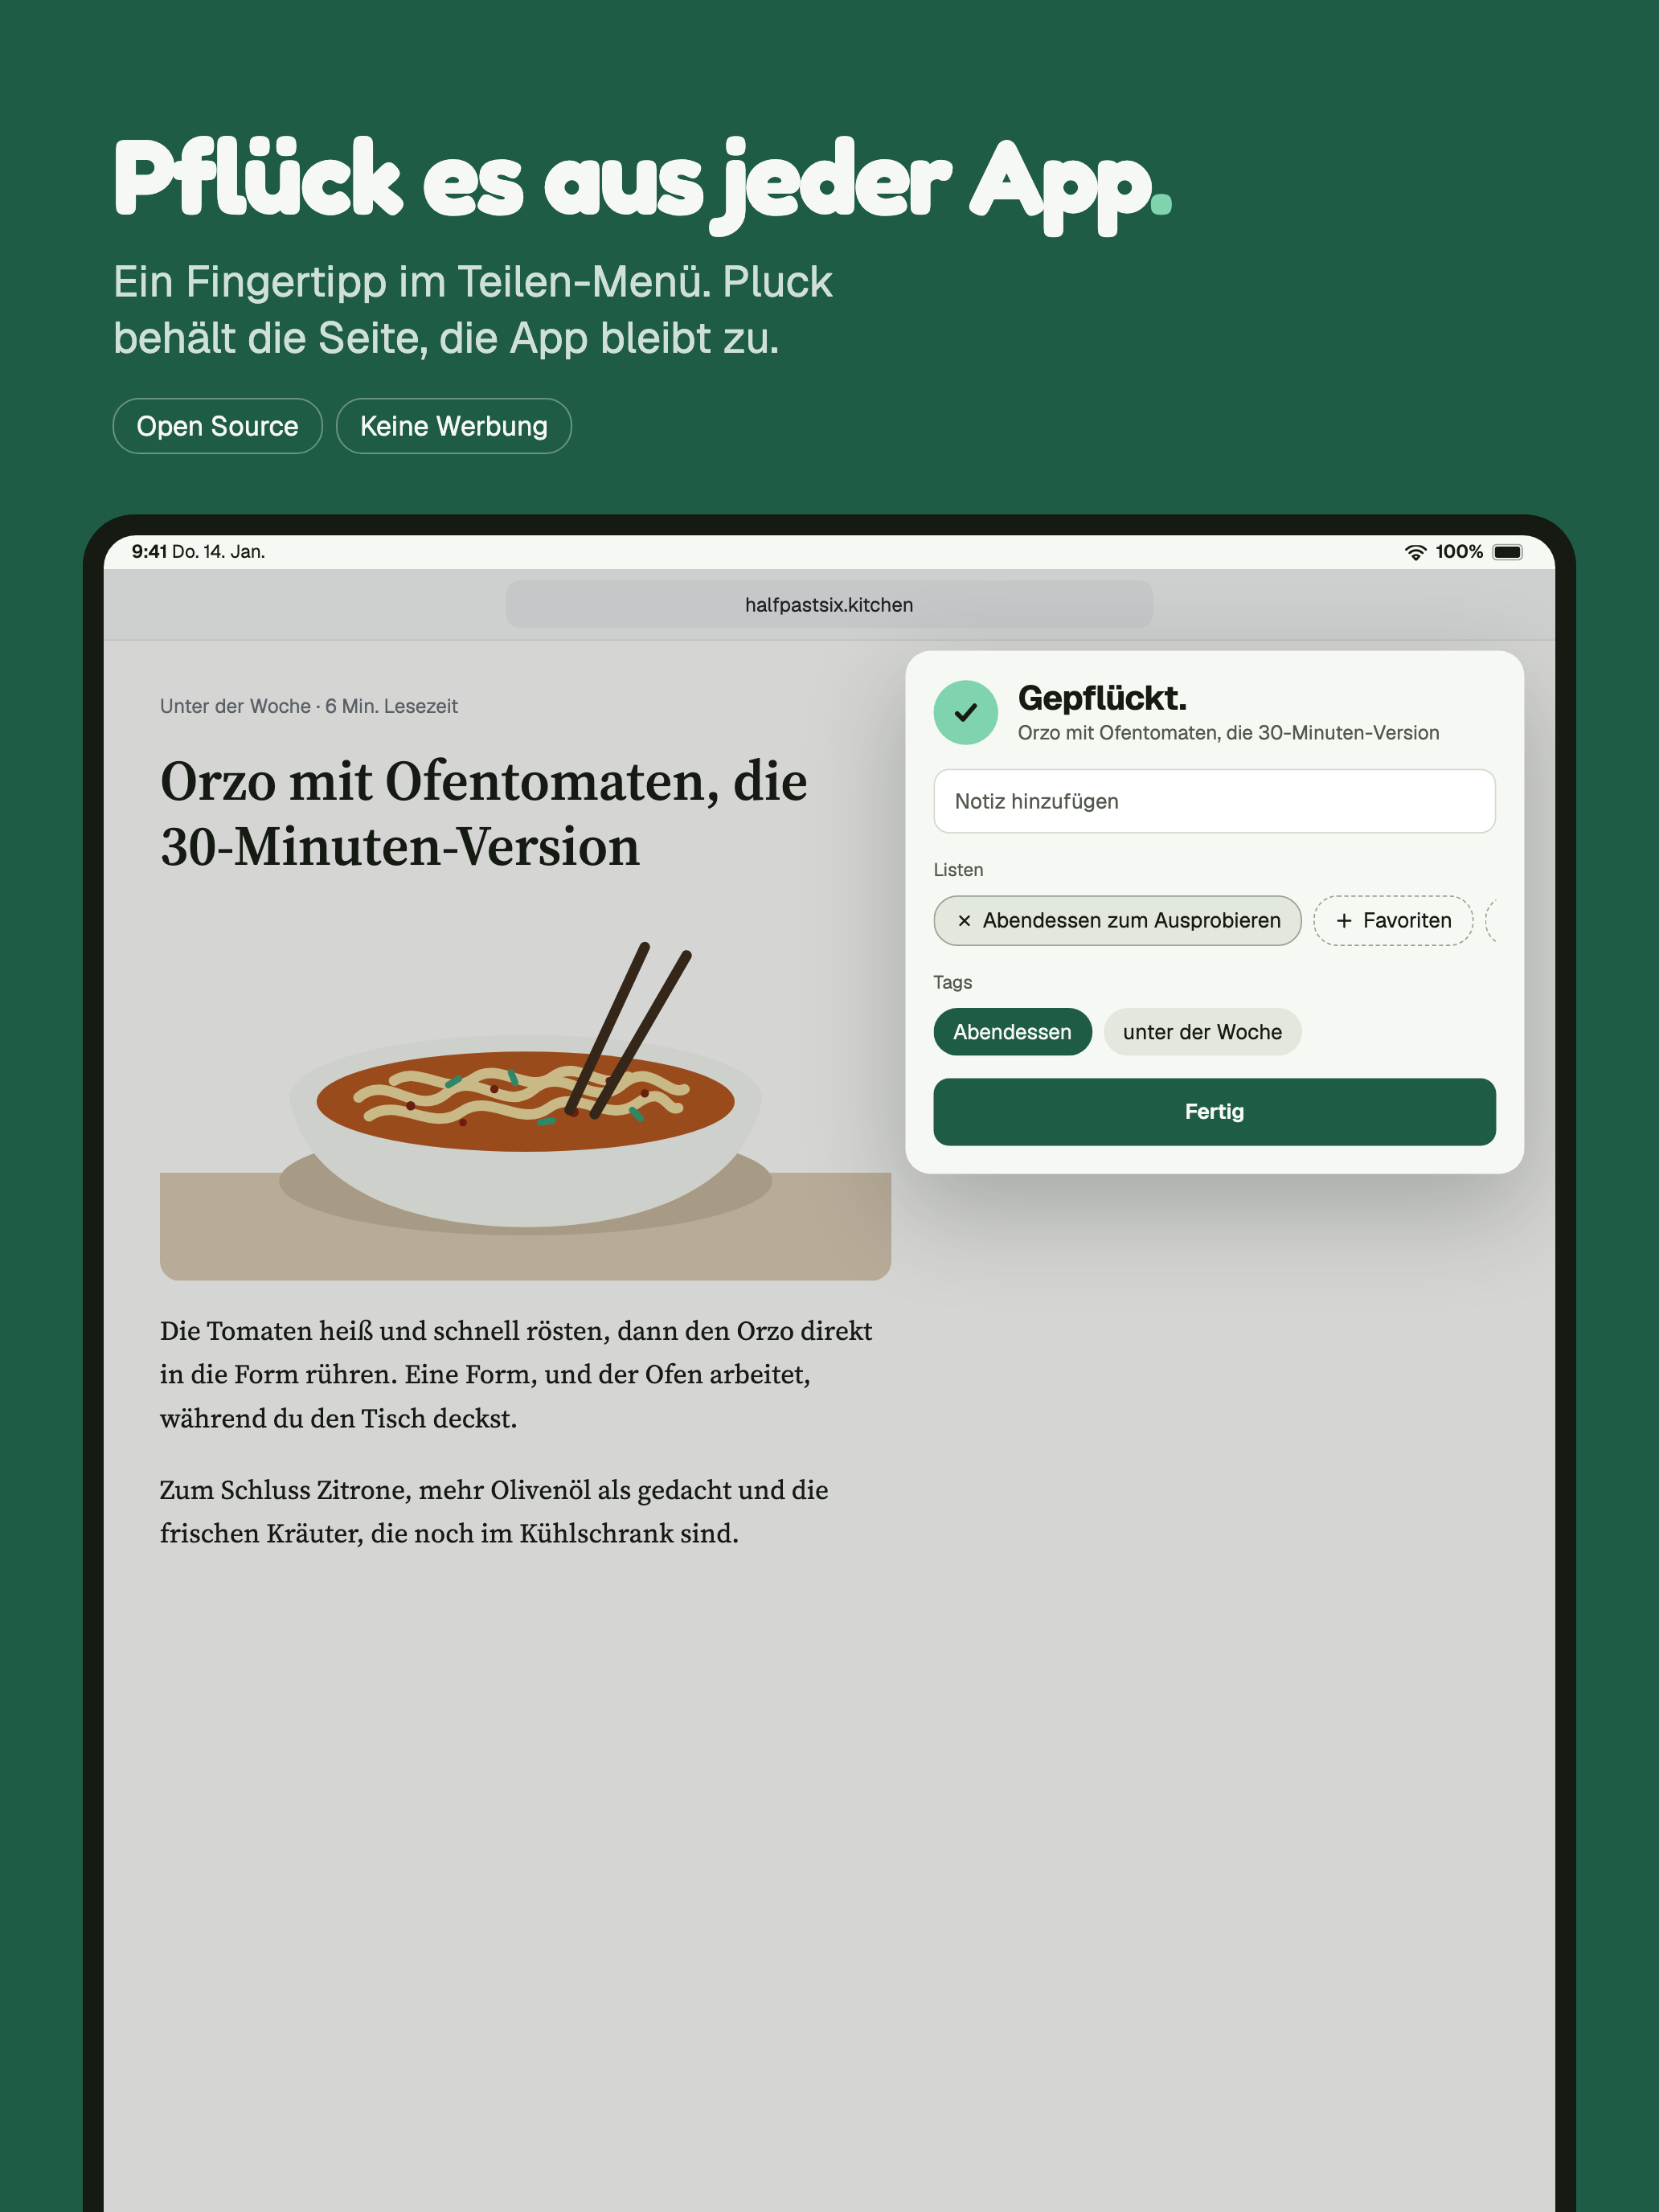 Pflück es aus jeder App.
Ein Fingertipp im Teilen-Menü. Pluck
behält die Seite, die App bleibt zu.
Open Source
Keine Werbung
9:41 Do. 14. Jan.
100%
halfpastsix.kitchen
Unter der Woche · 6 Min. Lesezeit
Orzo mit Ofentomaten, die
30-Minuten-Version
Die Tomaten heiß und schnell rösten, dann den Orzo direkt
in die Form rühren. Eine Form, und der Ofen arbeitet,
während du den Tisch deckst.
Zum Schluss Zitrone, mehr Olivenöl als gedacht und die
frischen Kräuter, die noch im Kühlschrank sind.
Gepflückt.
Orzo mit Ofentomaten, die 30-Minuten-Version
Notiz hinzufügen
Listen
× Abendessen zum Ausprobieren
+ Favoriten
Tags
Abendessen
unter der Woche
Fertig